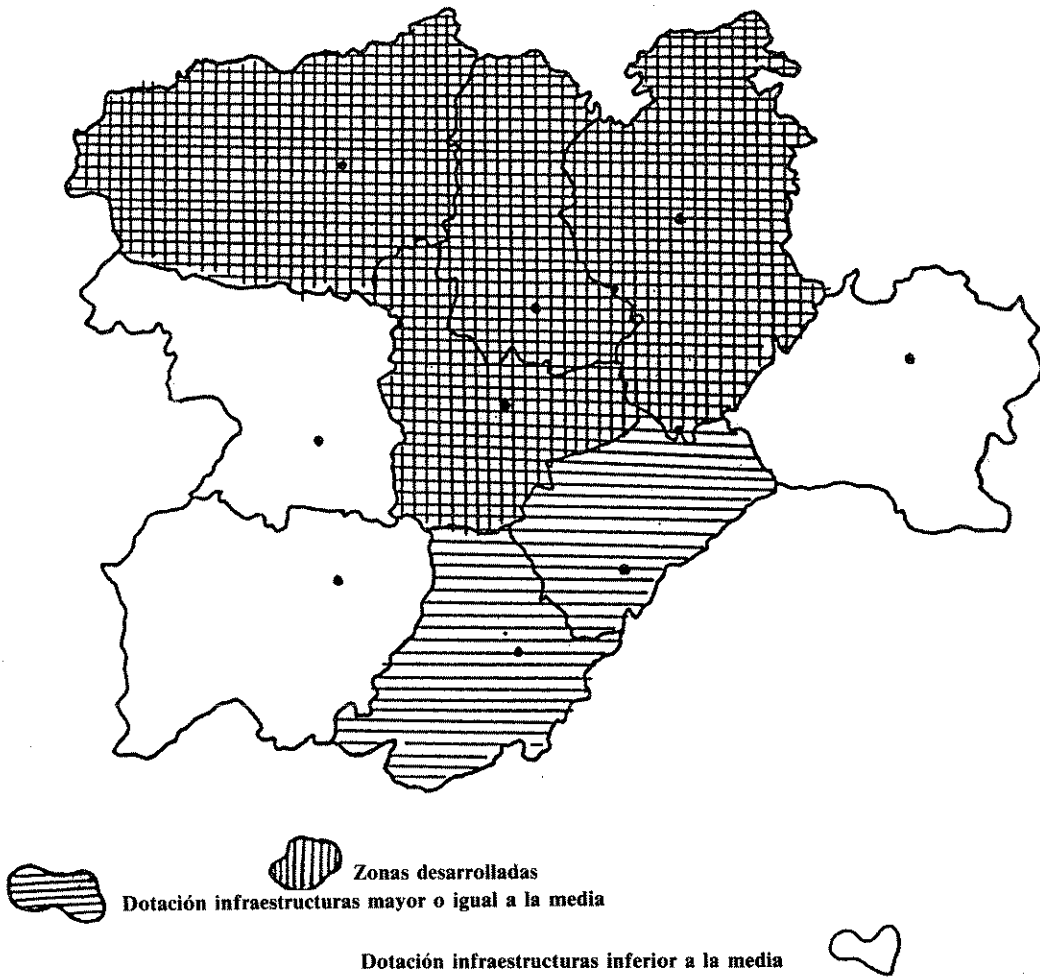 Zonas desarrolladas
Dotación infraestructuras mayor o igual a la media
Dotación infraestructuras inferior a la media